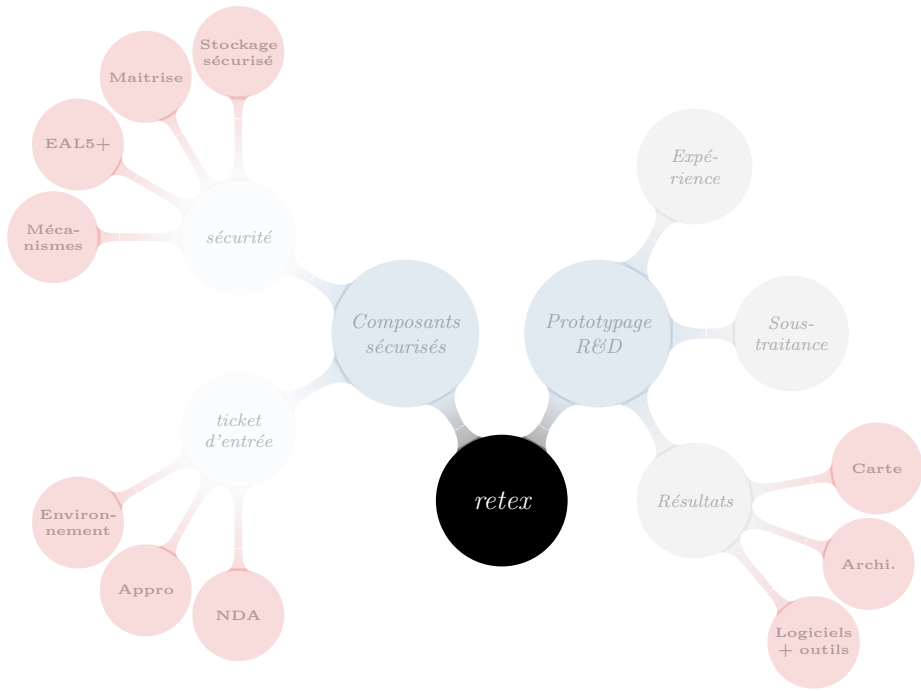 Stockage
sécurisé
Maitrise
EAL5+
Méca-
nismes
sécurité
Composants
sécurisés
ticket
d'entrée
Environ-
nement
Appro
NDA
retex
Prototypage
R&D
Expé-
rience
Sous-
traitance
Résultats
Carte
Archi.
Logiciels
+ outils